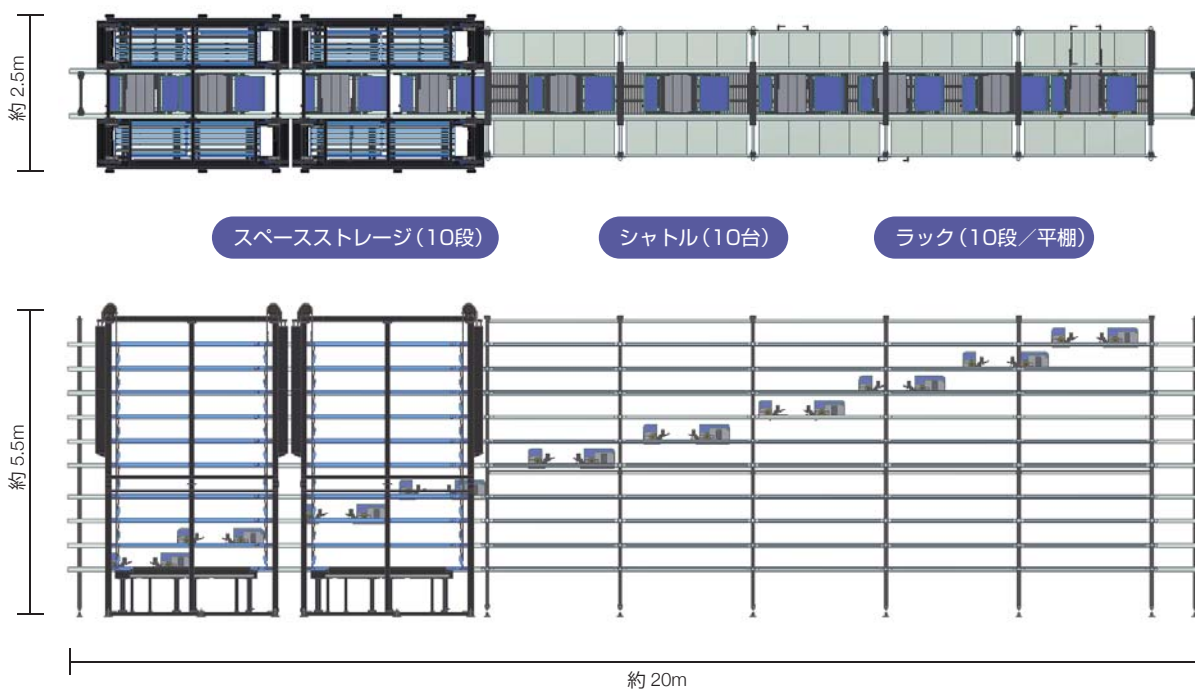 約 2.5m
スペースストレージ（10段）
シャトル（10台）
ラック（10段／平棚）
約 5.5m
約 20m